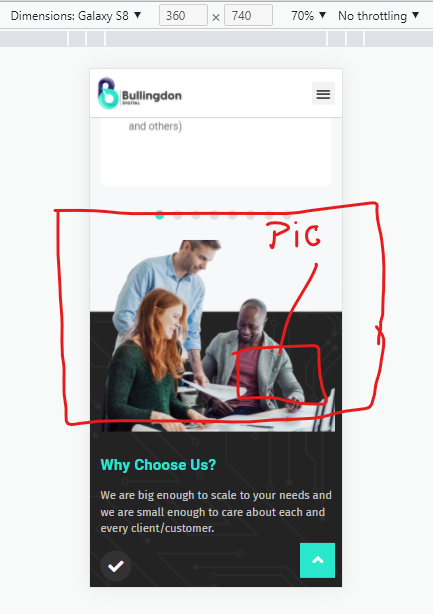 Dimensions: Galaxy S8 ▼ 360 × 740 70% ▼ No throttling ▼
Bullingdon
DIGITAL
and others)
Pic
Why Choose Us?
We are big enough to scale to your needs and
we are small enough to care about each and
every client/customer.